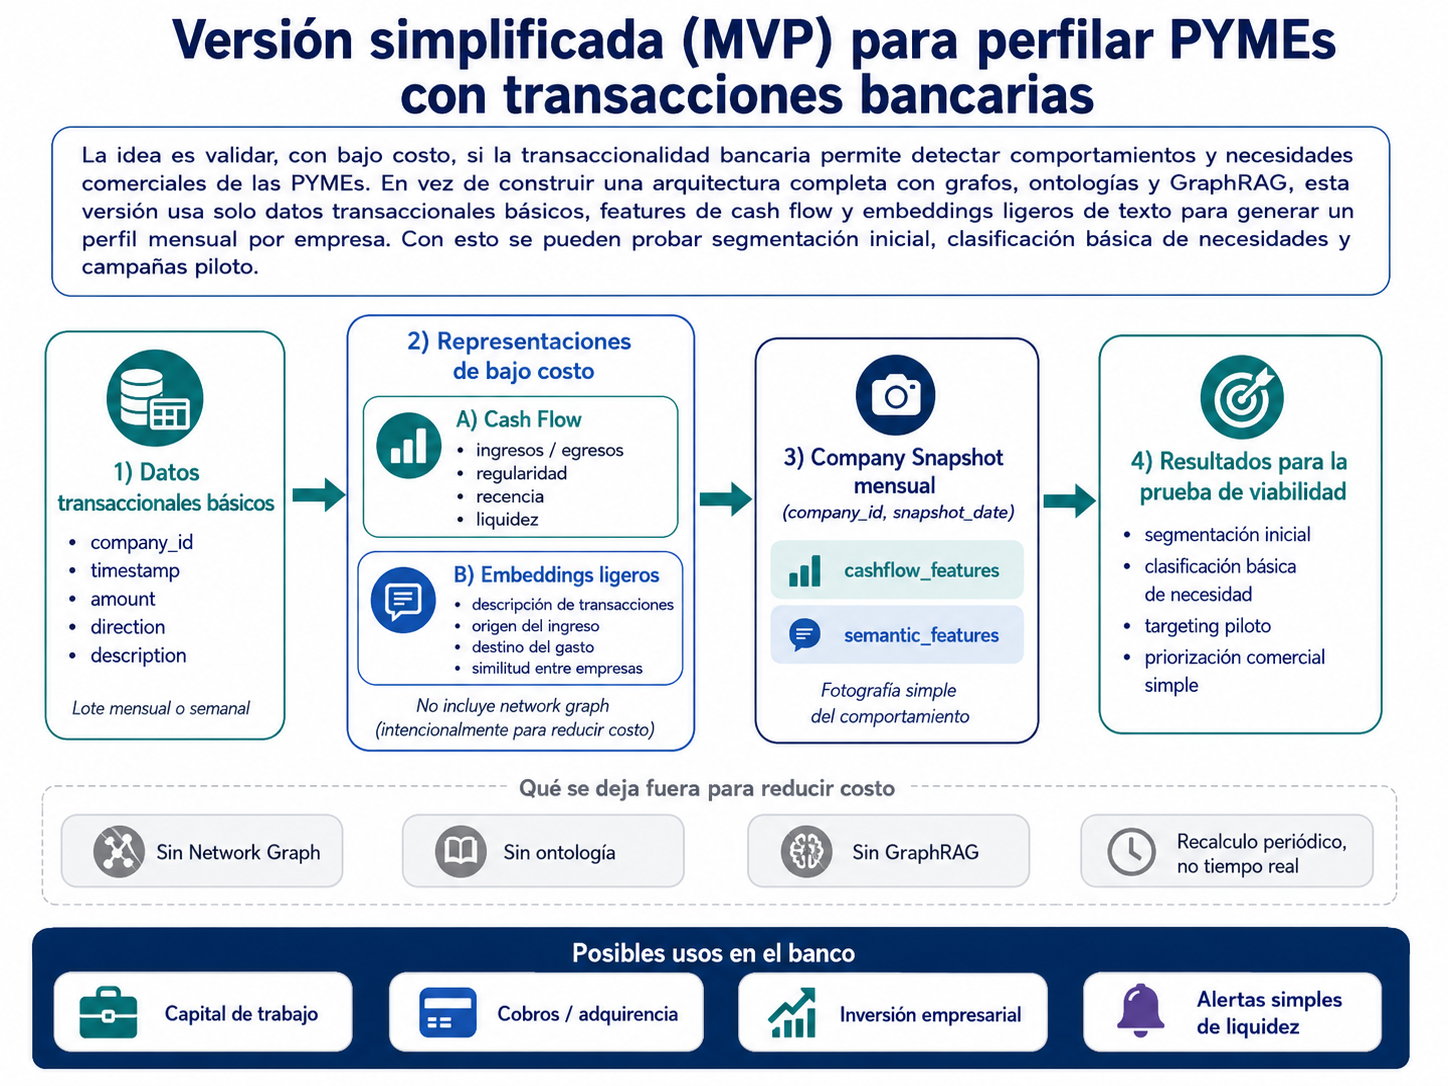 Versión simplificada (MVP) para perfilar PYMEs
con transacciones bancarias
La idea es validar, con bajo costo, si la transaccionalidad bancaria permite detectar comportamientos y necesidades
comerciales de las PYMEs. En vez de construir una arquitectura completa con grafos, ontologías y GraphRAG, esta
versión usa solo datos transaccionales básicos, features de cash flow y embeddings ligeros de texto para generar un
perfil mensual por empresa. Con esto se pueden probar segmentación inicial, clasificación básica de necesidades y
campañas piloto.
1) Datos
transaccionales básicos
• company_id
• timestamp
• amount
• direction
• description
Lote mensual o semanal
2) Representaciones
de bajo costo
A) Cash Flow
• ingresos / egresos
• regularidad
• recencia
• liquidez
B) Embeddings ligeros
• descripción de transacciones
• origen del ingreso
• destino del gasto
• similitud entre empresas
No incluye network graph
(intencionalmente para reducir costo)
3) Company Snapshot
mensual
(company_id, snapshot_date)
cashflow_features
semantic_features
Fotografía simple
del comportamiento
4) Resultados para la
prueba de viabilidad
• segmentación inicial
• clasificación básica
de necesidad
• targeting piloto
• priorización comercial
simple
Qué se deja fuera para reducir costo
Sin Network Graph
Sin ontología
Sin GraphRAG
Recalculo periódico,
no tiempo real
Posibles usos en el banco
Capital de trabajo
Cobros / adquirencia
Inversión empresarial
Alertas simples
de liquidez